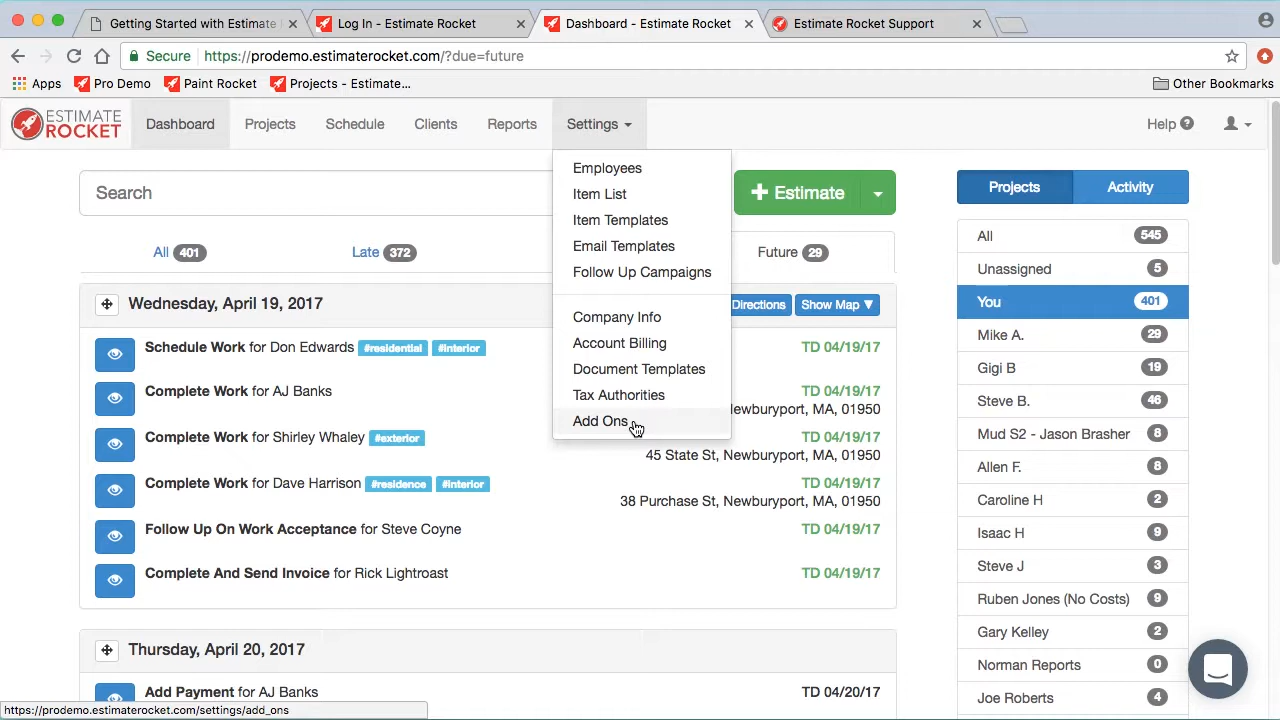 Getting Started with Estimate
Log In - Estimate Rocket
Dashboard - Estimate Rocket
Estimate Rocket Support
Secure https://prodemo.estimaterocket.com/?due=future
Apps Pro Demo Paint Rocket Projects - Estimate... Other Bookmarks
ESTIMATE ROCKET
Dashboard Projects Schedule Clients Reports Settings Help ?
Employees
Item List
Item Templates
Email Templates
Follow Up Campaigns
Company Info
Account Billing
Document Templates
Tax Authorities
Add Ons
Search
+ Estimate
All 401 Late 372 Future 29
Wednesday, April 19, 2017 Directions Show Map ▼
Schedule Work for Don Edwards #residential #interior TD 04/19/17
Complete Work for AJ Banks TD 04/19/17
Newburyport, MA, 01950
Complete Work for Shirley Whaley #exterior TD 04/19/17
45 State St, Newburyport, MA, 01950
Complete Work for Dave Harrison #residence #interior TD 04/19/17
38 Purchase St, Newburyport, MA, 01950
Follow Up On Work Acceptance for Steve Coyne TD 04/19/17
Complete And Send Invoice for Rick Lightroast TD 04/19/17
Thursday, April 20, 2017
Add Payment for AJ Banks TD 04/20/17
Projects Activity
All 545
Unassigned 5
You 401
Mike A. 29
Gigi B 19
Steve B. 46
Mud S2 - Jason Brasher 8
Allen F. 8
Caroline H 2
Isaac H 9
Steve J 3
Ruben Jones (No Costs) 9
Gary Kelley 2
Norman Reports 0
Joe Roberts 4
https://prodemo.estimaterocket.com/settings/add_ons